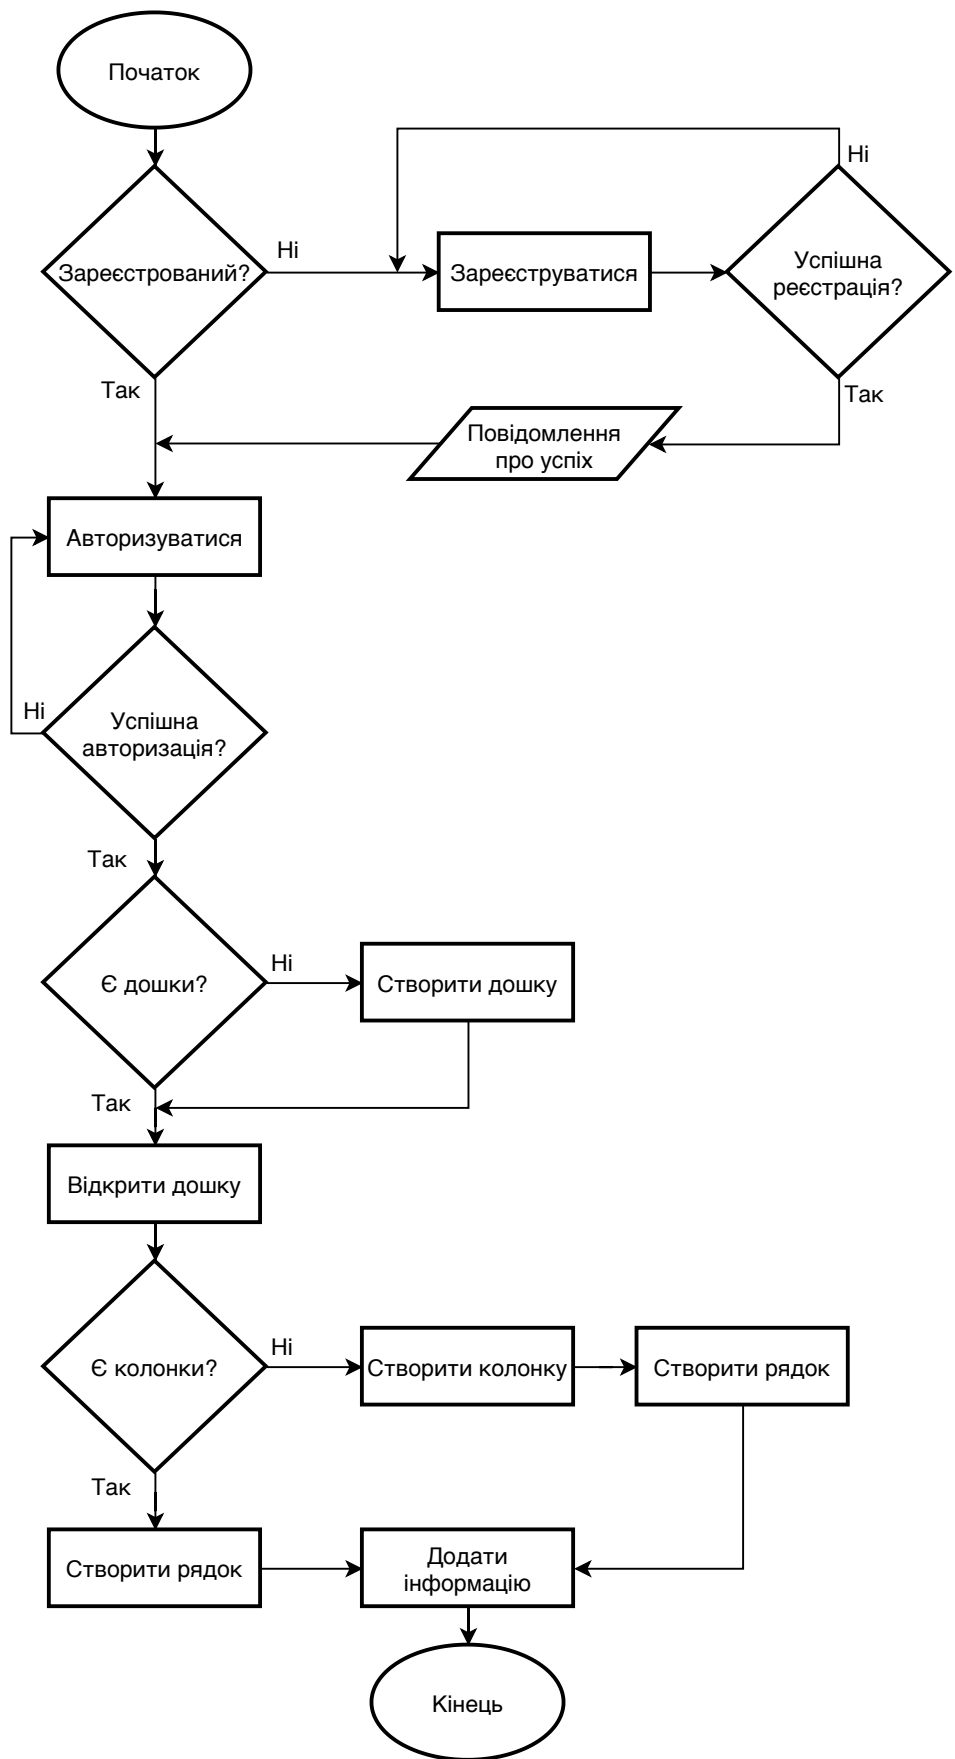 Початок
Ні
Ні
Зареєстрований?
Зареєструватися
Успішна
реєстрація?
Так
Так
Повідомлення
про успіх
Авторизуватися
Ні
Успішна
авторизація?
Так
Ні
Є дошки?
Створити дошку
Так
Відкрити дошку
Ні
Є колонки?
Створити колонку
Створити рядок
Так
Створити рядок
Додати
інформацію
Кінець